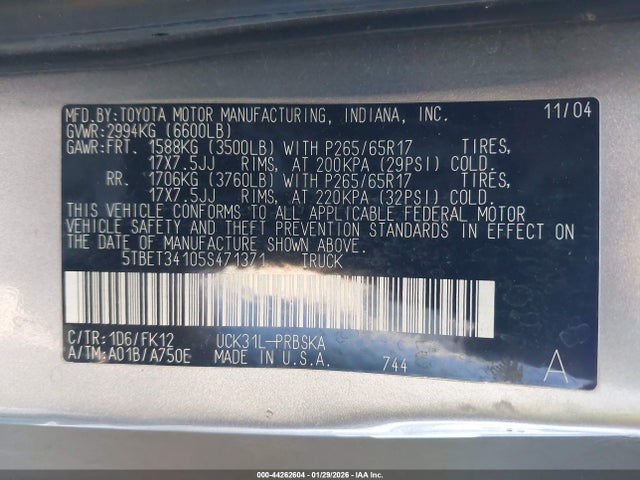 MFD.BY:TOYOTA MOTOR MANUFACTURING, INDIANA, INC. 11/04
GVWR:2994KG (6600LB)
GAWR:FRT. 1588KG (3500LB) WITH P265/65R17 TIRES,
17X7.5JJ RIMS, AT 200KPA (29PSI) COLD.
RR. 1706KG (3760LB) WITH P265/65R17 TIRES,
17X7.5JJ RIMS, AT 220KPA (32PSI) COLD.
THIS VEHICLE CONFORMS TO ALL APPLICABLE FEDERAL MOTOR
VEHICLE SAFETY AND THEFT PREVENTION STANDARDS IN EFFECT ON
THE DATE OF MANUFACTURE SHOWN ABOVE.
5TBET34105S471371 TRUCK
C/TR:1D6/FK12 UCK31L-PRBSKA
A/TM:A01B/A750E MADE IN U.S.A. 744 A
000-44262604 - 01/29/2026 - IAA Inc.